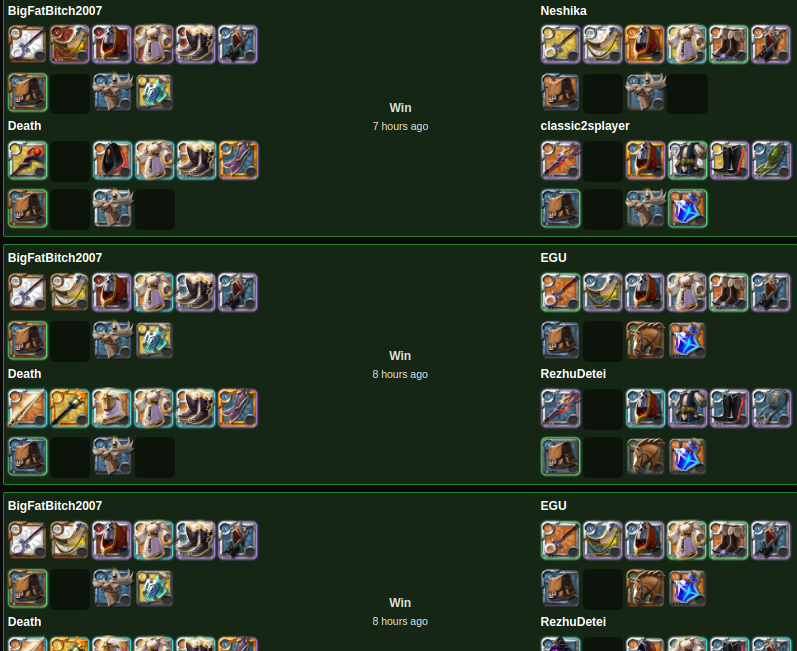 BigFatBitch2007
Neshika
Win
7 hours ago
Death
classic2splayer
BigFatBitch2007
EGU
Win
8 hours ago
Death
RezhuDetei
BigFatBitch2007
EGU
Win
8 hours ago
Death
RezhuDetei